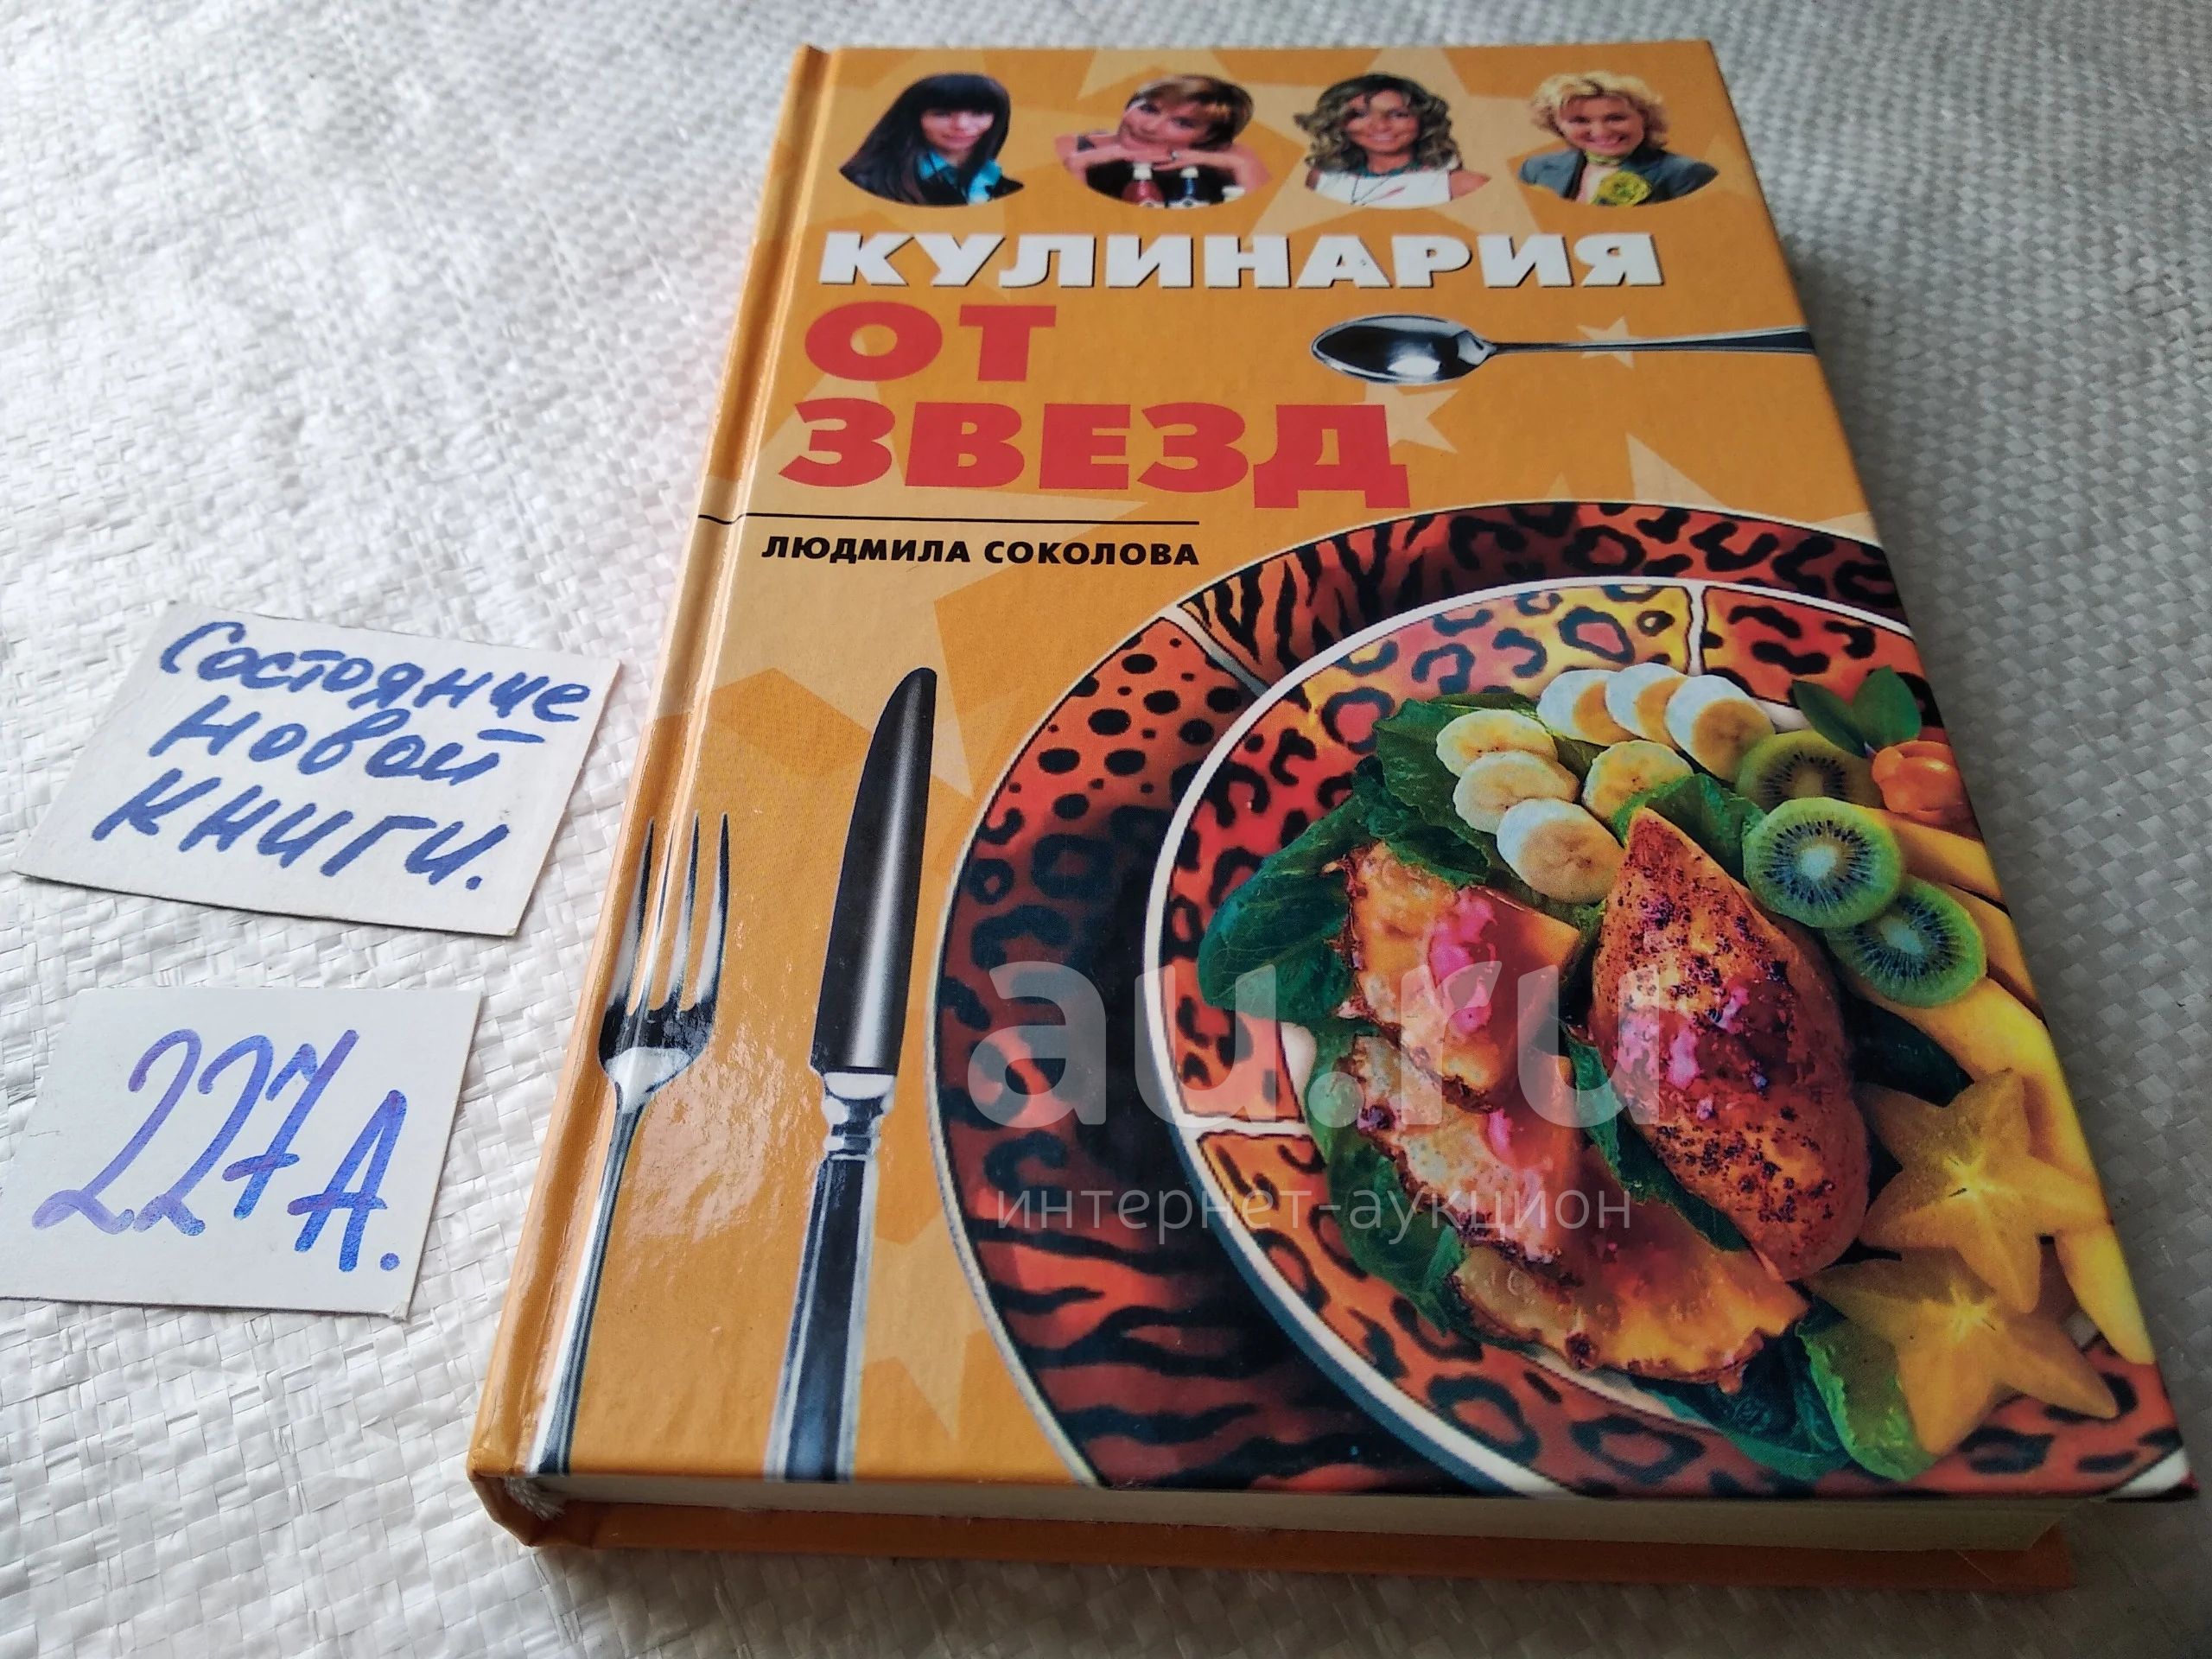 КУЛИНАРИЯ
ОТ
ЗВЕЗД
ЛЮДМИЛА СОКОЛОВА
Состояние
новой
книги.
227А.
au.ru
интернет-аукцион